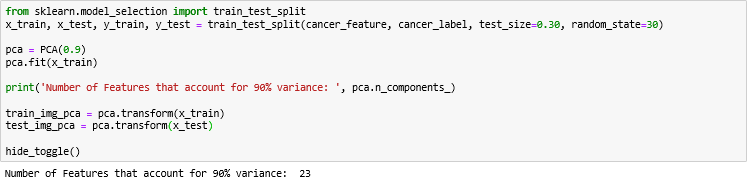 from sklearn.model_selection import train_test_split
x_train, x_test, y_train, y_test = train_test_split(cancer_feature, cancer_label, test_size=0.30, random_state=30)
pca = PCA(0.9)
pca.fit(x_train)
print('Number of Features that account for 90% variance: ', pca.n_components_)
train_img_pca = pca.transform(x_train)
test_img_pca = pca.transform(x_test)
hide_toggle()
Number of Features that account for 90% variance:  23